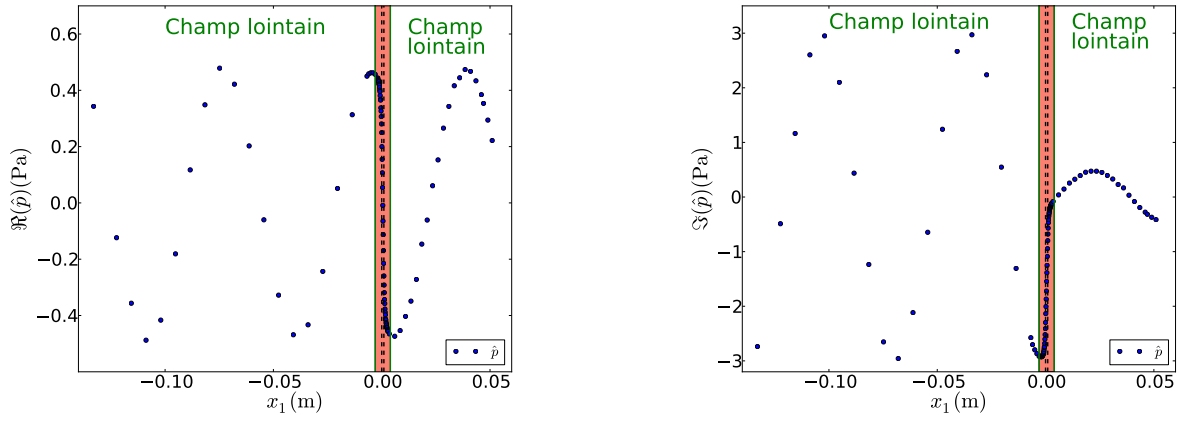 Champ lointain
Champ
lointain
0.6
0.4
0.2
0.0
−0.2
−0.4
ℜ(p̂)(Pa)
p̂
−0.10
−0.05
0.00
0.05
x₁(m)
Champ lointain
Champ
lointain
3
2
1
0
−1
−2
−3
ℑ(p̂)(Pa)
p̂
−0.10
−0.05
0.00
0.05
x₁(m)